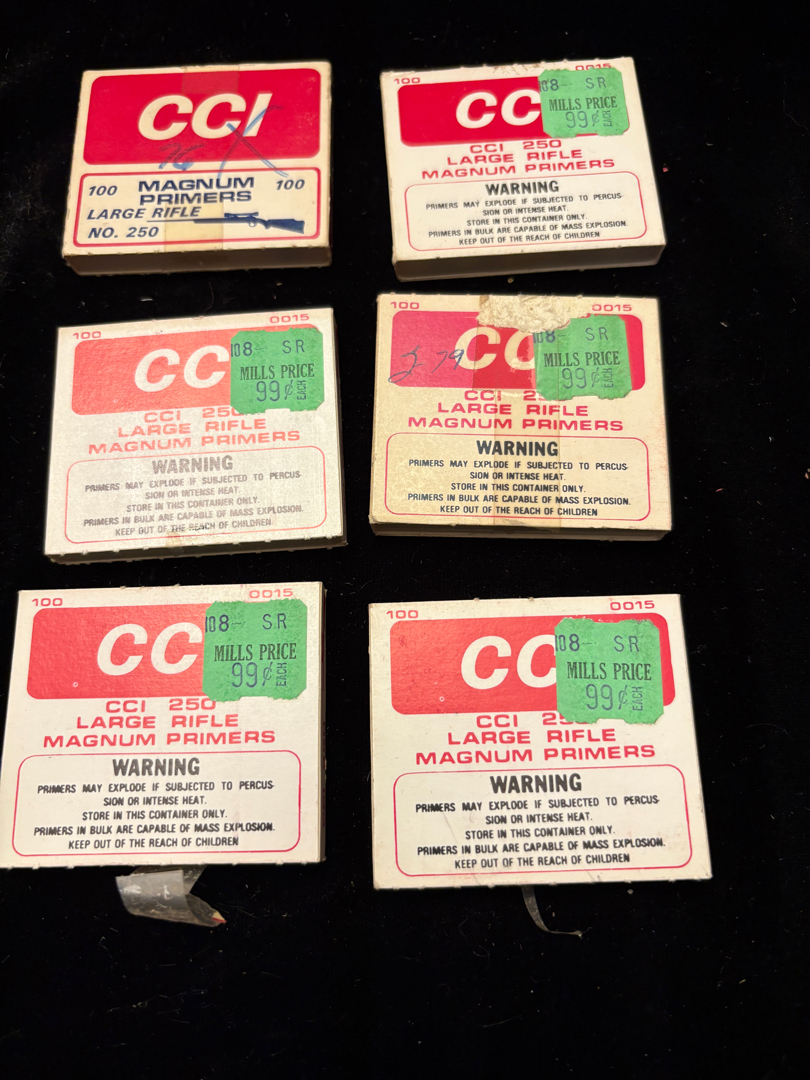 CCI
76 X
100 MAGNUM 100
PRIMERS
LARGE RIFLE
NO. 250
100 0015
CC
108- SR
MILLS PRICE
99¢ EACH
CCI 250
LARGE RIFLE
MAGNUM PRIMERS
WARNING
PRIMERS MAY EXPLODE IF SUBJECTED TO PERCUS-
SION OR INTENSE HEAT.
STORE IN THIS CONTAINER ONLY.
PRIMERS IN BULK ARE CAPABLE OF MASS EXPLOSION.
KEEP OUT OF THE REACH OF CHILDREN
100 0015
CC
108- SR
MILLS PRICE
99¢ EACH
CCI 250
LARGE RIFLE
MAGNUM PRIMERS
WARNING
PRIMERS MAY EXPLODE IF SUBJECTED TO PERCUS-
SION OR INTENSE HEAT.
STORE IN THIS CONTAINER ONLY.
PRIMERS IN BULK ARE CAPABLE OF MASS EXPLOSION.
KEEP OUT OF THE REACH OF CHILDREN
100 0015
CC
108- SR
MILLS PRICE
99¢ EACH
79
CCI 2
LARGE RIFLE
MAGNUM PRIMERS
WARNING
PRIMERS MAY EXPLODE IF SUBJECTED TO PERCUS-
SION OR INTENSE HEAT.
STORE IN THIS CONTAINER ONLY.
PRIMERS IN BULK ARE CAPABLE OF MASS EXPLOSION.
KEEP OUT OF THE REACH OF CHILDREN
100 0015
CC
108- SR
MILLS PRICE
99¢ EACH
CCI 250
LARGE RIFLE
MAGNUM PRIMERS
WARNING
PRIMERS MAY EXPLODE IF SUBJECTED TO PERCUS-
SION OR INTENSE HEAT.
STORE IN THIS CONTAINER ONLY.
PRIMERS IN BULK ARE CAPABLE OF MASS EXPLOSION.
KEEP OUT OF THE REACH OF CHILDREN
100 0015
CC
108- SR
MILLS PRICE
99¢ EACH
CCI 25
LARGE RIFLE
MAGNUM PRIMERS
WARNING
PRIMERS MAY EXPLODE IF SUBJECTED TO PERCUS-
SION OR INTENSE HEAT.
STORE IN THIS CONTAINER ONLY.
PRIMERS IN BULK ARE CAPABLE OF MASS EXPLOSION.
KEEP OUT OF THE REACH OF CHILDREN